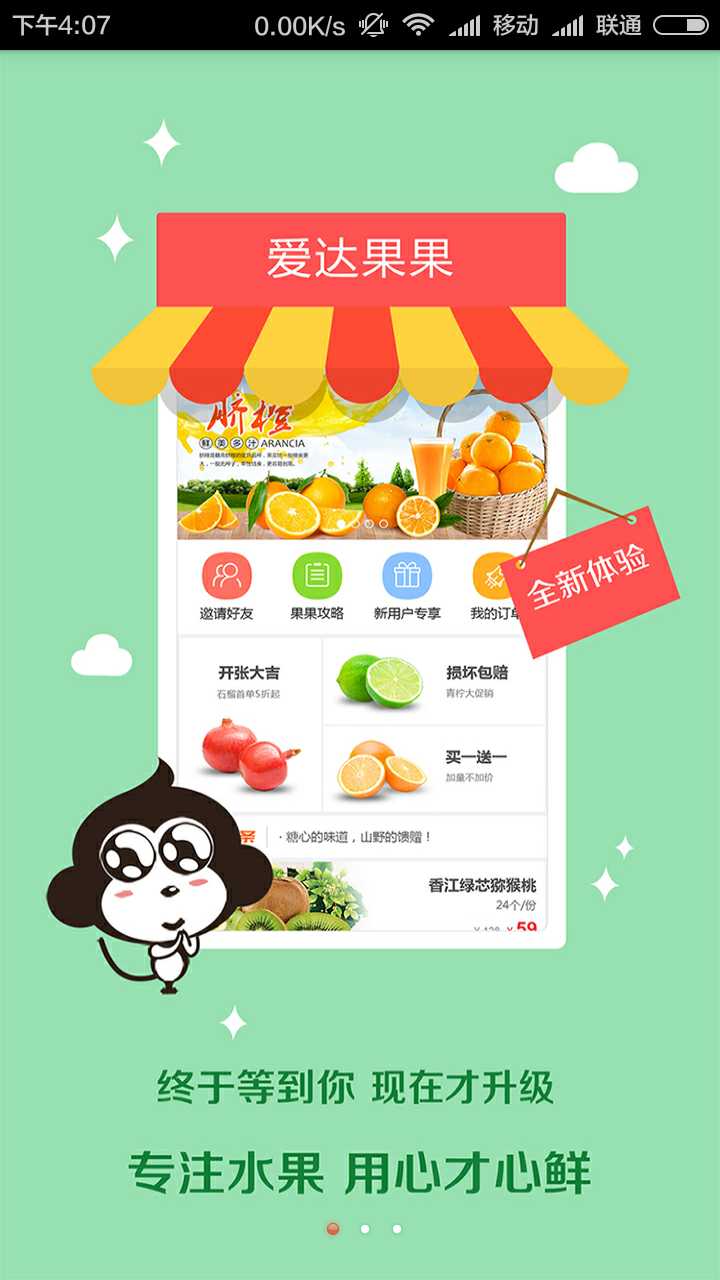 下午4:07
0.00K/s
移动
联通
爱达果果
脐橙
鲜美多汁 ARANCIA
全新体验
邀请好友
果果攻略
新用户专享
我的订单
开张大吉
石榴首单5折起
损坏包赔
青柠大促销
买一送一
加量不加价
条
·糖心的味道，山野的馈赠！
香江绿芯猕猴桃
24个/份
¥ 128 ¥ 59
终于等到你 现在才升级
专注水果 用心才心鲜